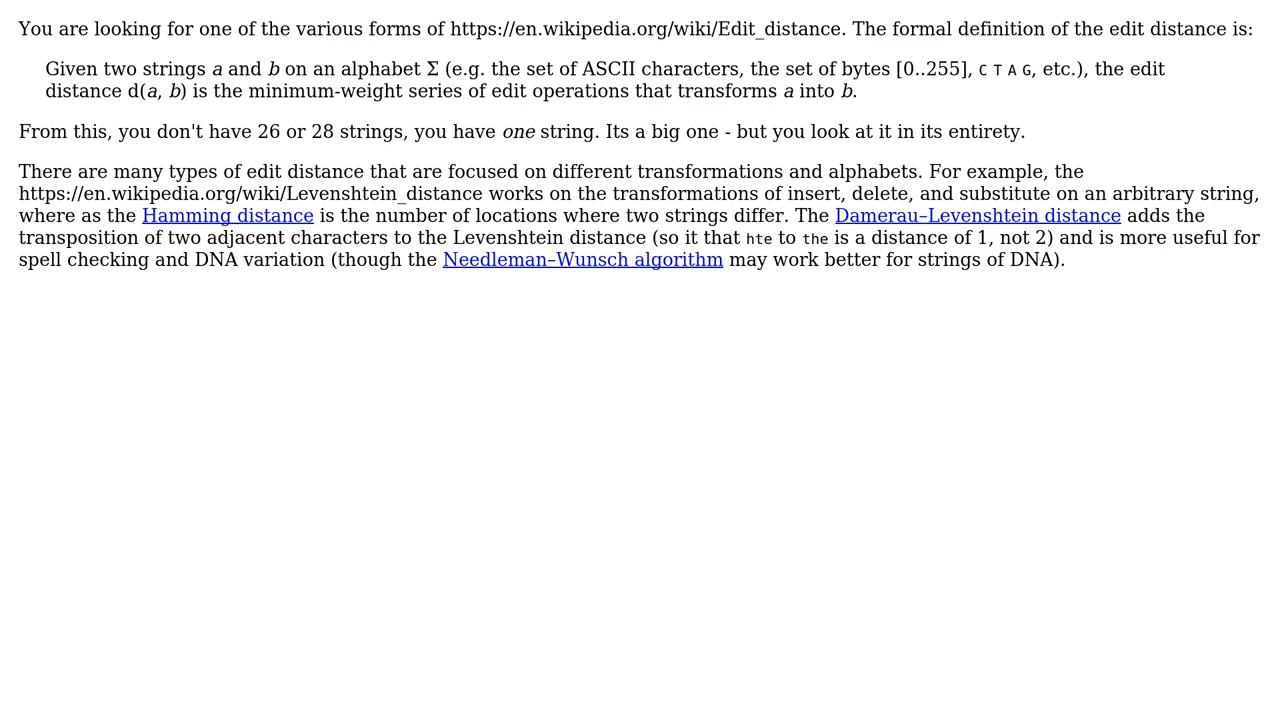 You are looking for one of the various forms of https://en.wikipedia.org/wiki/Edit_distance. The formal definition of the edit distance is:
Given two strings a and b on an alphabet Σ (e.g. the set of ASCII characters, the set of bytes [0..255], C T A G, etc.), the edit
distance d(a, b) is the minimum-weight series of edit operations that transforms a into b.
From this, you don't have 26 or 28 strings, you have one string. Its a big one - but you look at it in its entirety.
There are many types of edit distance that are focused on different transformations and alphabets. For example, the
https://en.wikipedia.org/wiki/Levenshtein_distance works on the transformations of insert, delete, and substitute on an arbitrary string,
where as the Hamming distance is the number of locations where two strings differ. The Damerau–Levenshtein distance adds the
transposition of two adjacent characters to the Levenshtein distance (so it that hte to the is a distance of 1, not 2) and is more useful for
spell checking and DNA variation (though the Needleman–Wunsch algorithm may work better for strings of DNA).